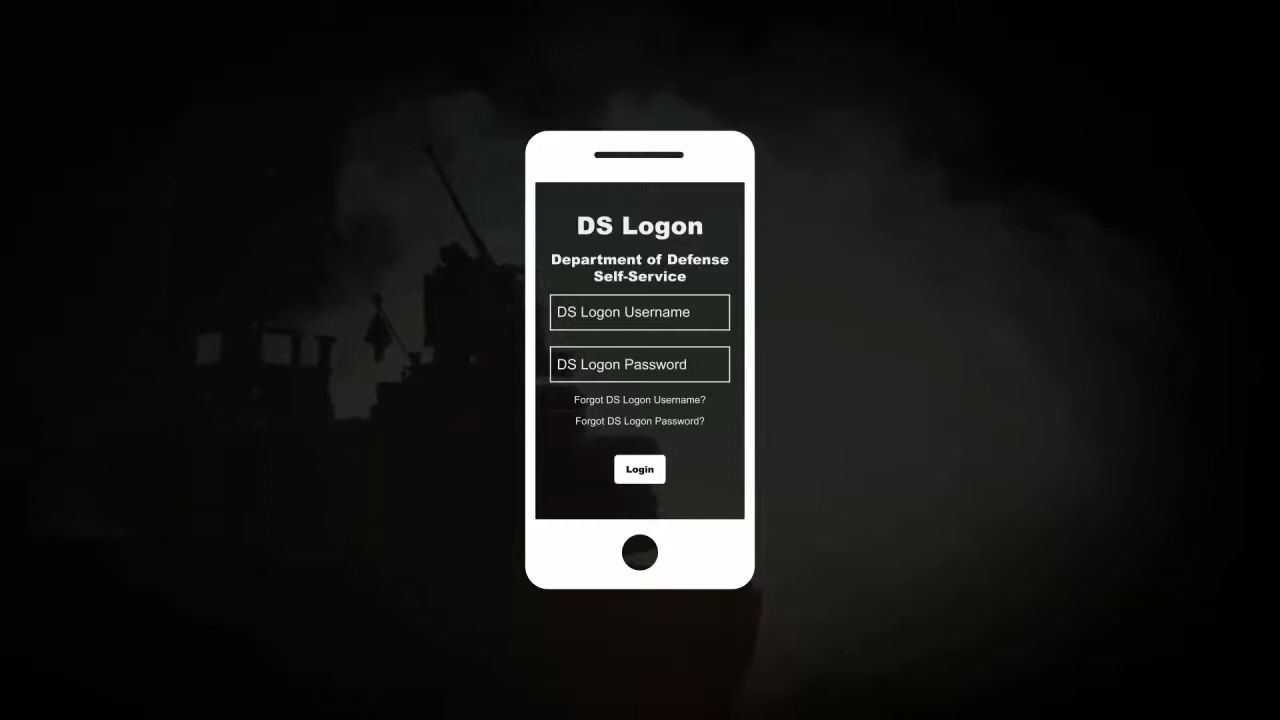 DS Logon
Department of Defense
Self-Service
DS Logon Username
DS Logon Password
Forgot DS Logon Username?
Forgot DS Logon Password?
Login